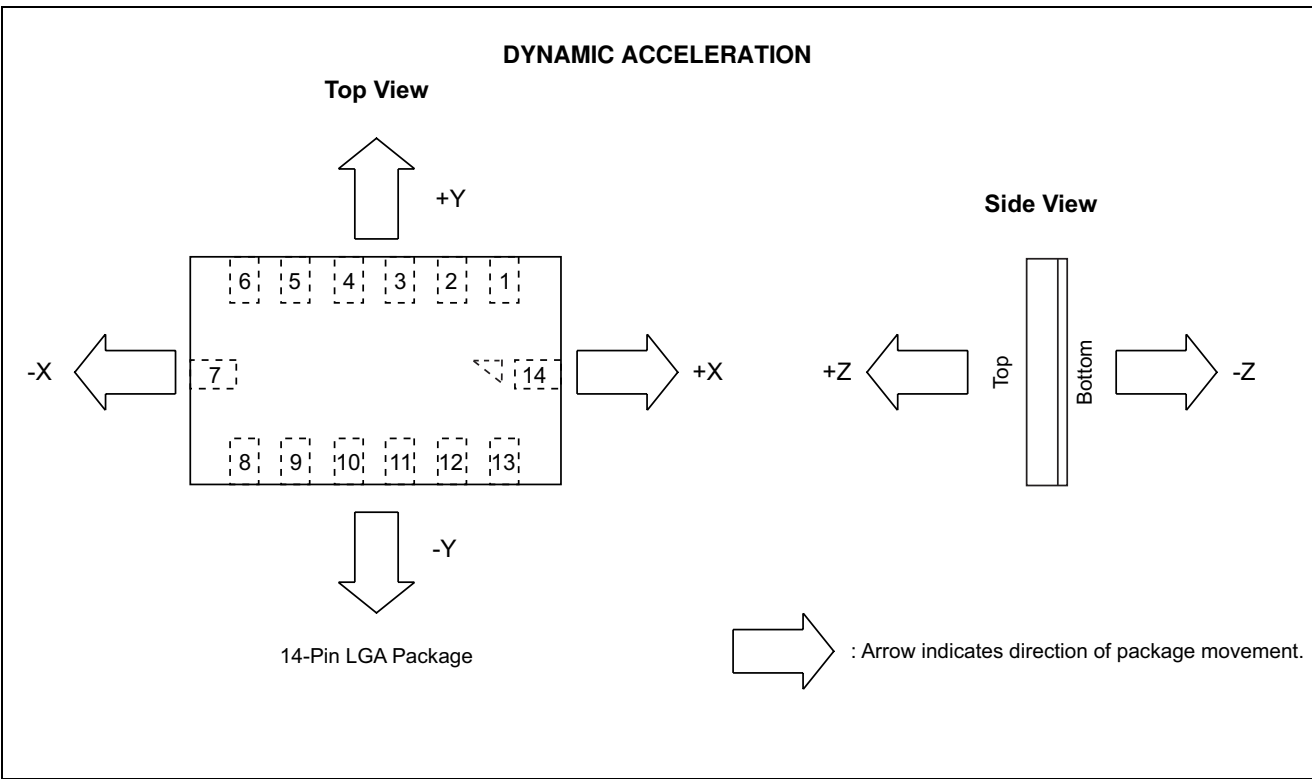 DYNAMIC ACCELERATION
Top View
+Y
Side View
6 5 4 3 2 1
-X
7
14
+X
+Z
Top
Bottom
-Z
8 9 10 11 12 13
-Y
14-Pin LGA Package
: Arrow indicates direction of package movement.